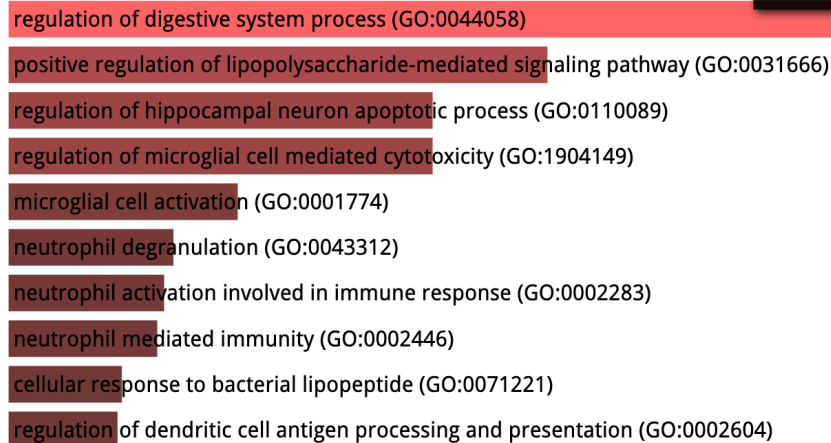 regulation of digestive system process (GO:0044058)
positive regulation of lipopolysaccharide-mediated signaling pathway (GO:0031666)
regulation of hippocampal neuron apoptotic process (GO:0110089)
regulation of microglial cell mediated cytotoxicity (GO:1904149)
microglial cell activation (GO:0001774)
neutrophil degranulation (GO:0043312)
neutrophil activation involved in immune response (GO:0002283)
neutrophil mediated immunity (GO:0002446)
cellular response to bacterial lipopeptide (GO:0071221)
regulation of dendritic cell antigen processing and presentation (GO:0002604)